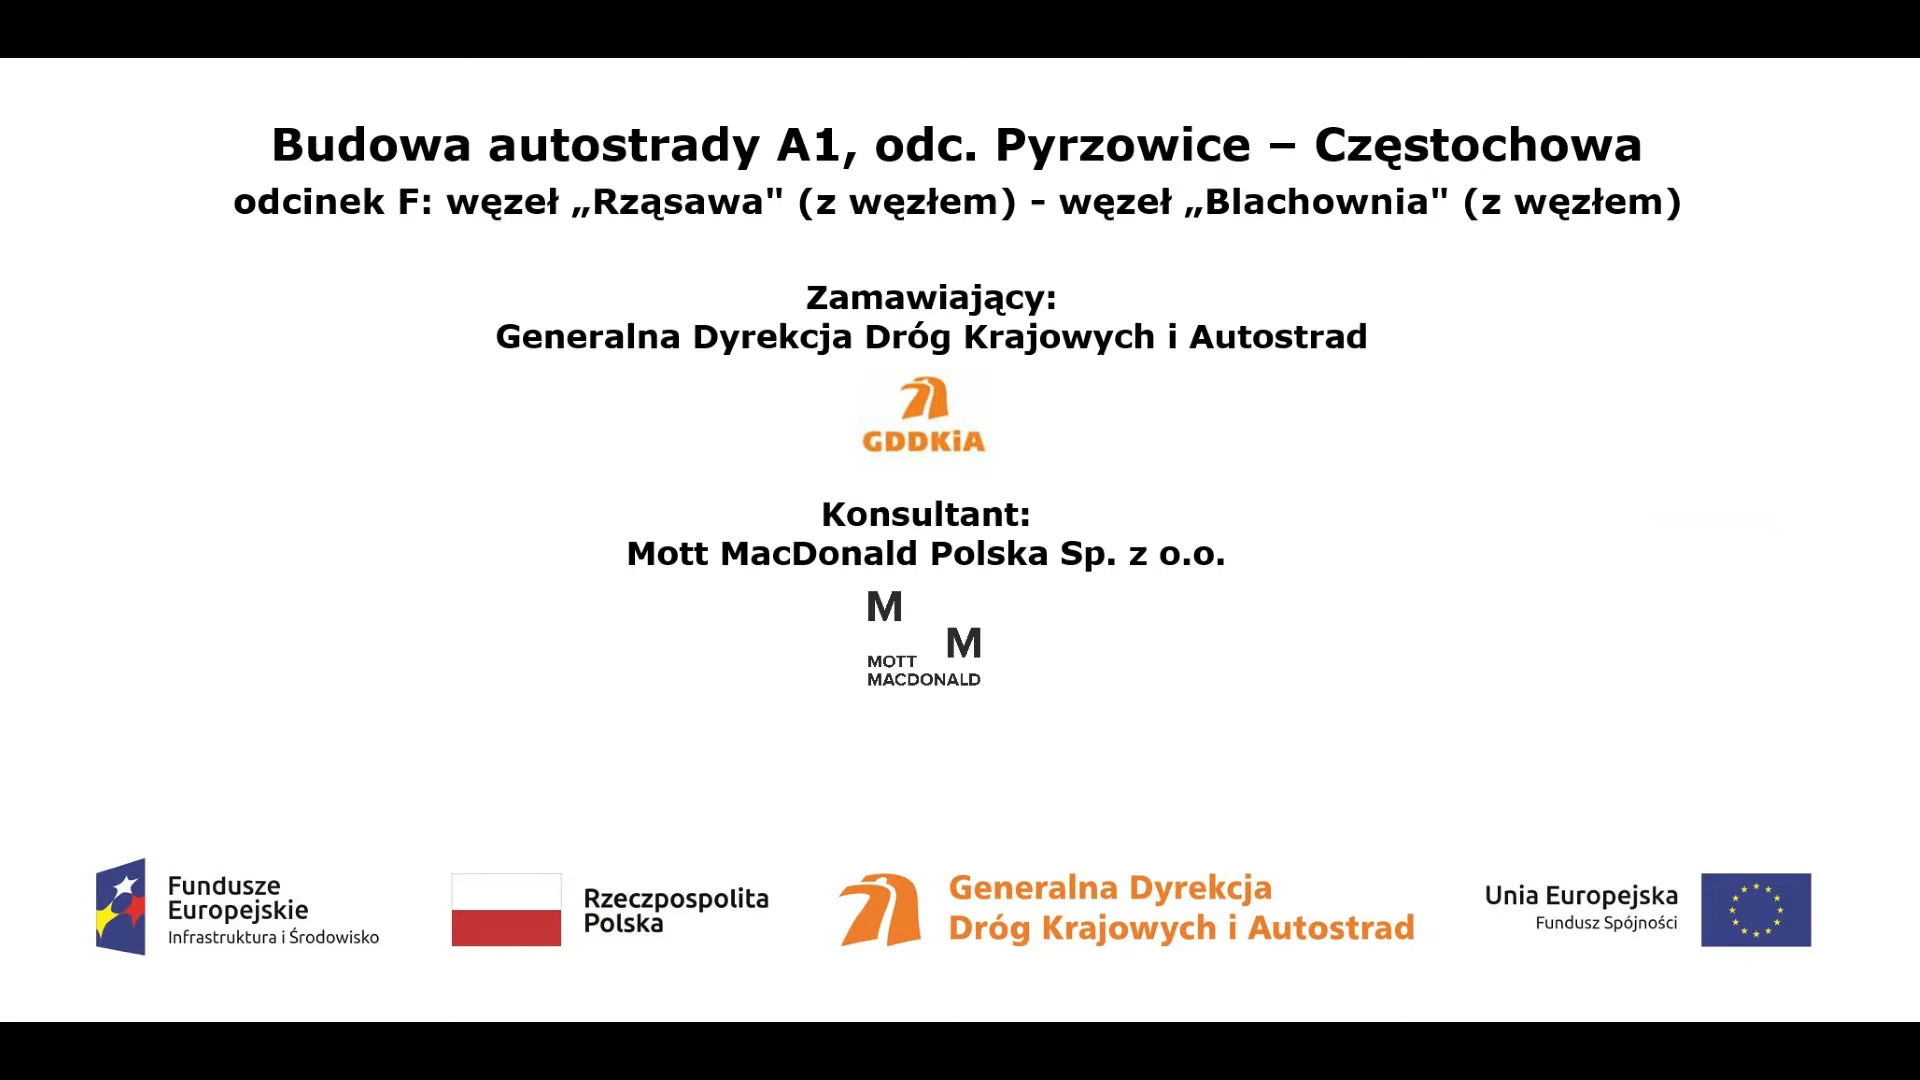 Budowa autostrady A1, odc. Pyrzowice – Częstochowa
odcinek F: węzeł „Rząsawa" (z węzłem) - węzeł „Blachownia" (z węzłem)
Zamawiający:
Generalna Dyrekcja Dróg Krajowych i Autostrad
GDDKiA
Konsultant:
Mott MacDonald Polska Sp. z o.o.
M
M
MOTT
MACDONALD
Fundusze
Europejskie
Infrastruktura i Środowisko
Rzeczpospolita
Polska
Generalna Dyrekcja
Dróg Krajowych i Autostrad
Unia Europejska
Fundusz Spójności